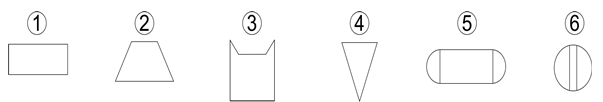 ① ② ③ ④ ⑤ ⑥